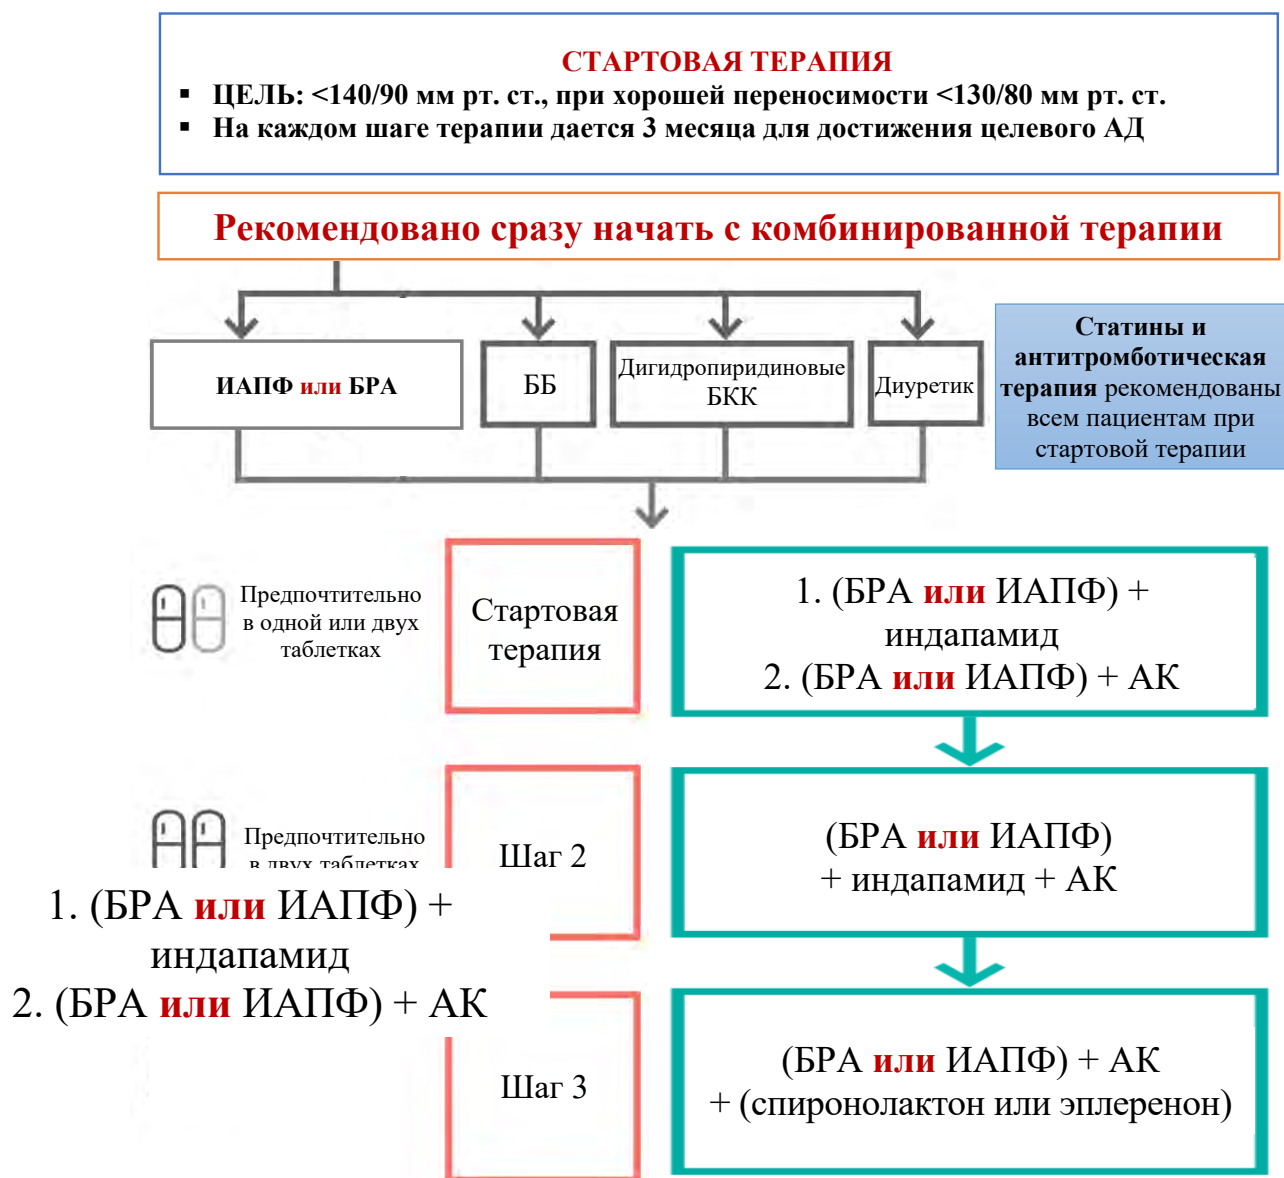 СТАРТОВАЯ ТЕРАПИЯ
▪ ЦЕЛЬ: <140/90 мм рт. ст., при хорошей переносимости <130/80 мм рт. ст.
▪ На каждом шаге терапии дается 3 месяца для достижения целевого АД
Рекомендовано сразу начать с комбинированной терапии
ИАПФ или БРА
ББ
Дигидропиридиновые
БКК
Диуретик
Статины и
антитромботическая
терапия рекомендованы
всем пациентам при
стартовой терапии
Предпочтительно
в одной или двух
таблетках
Стартовая
терапия
1. (БРА или ИАПФ) +
индапамид
2. (БРА или ИАПФ) + АК
Предпочтительно
в двух таблетках
Шаг 2
(БРА или ИАПФ)
+ индапамид + АК
1. (БРА или ИАПФ) +
индапамид
2. (БРА или ИАПФ) + АК
Шаг 3
(БРА или ИАПФ) + АК
+ (спиронолактон или эплеренон)